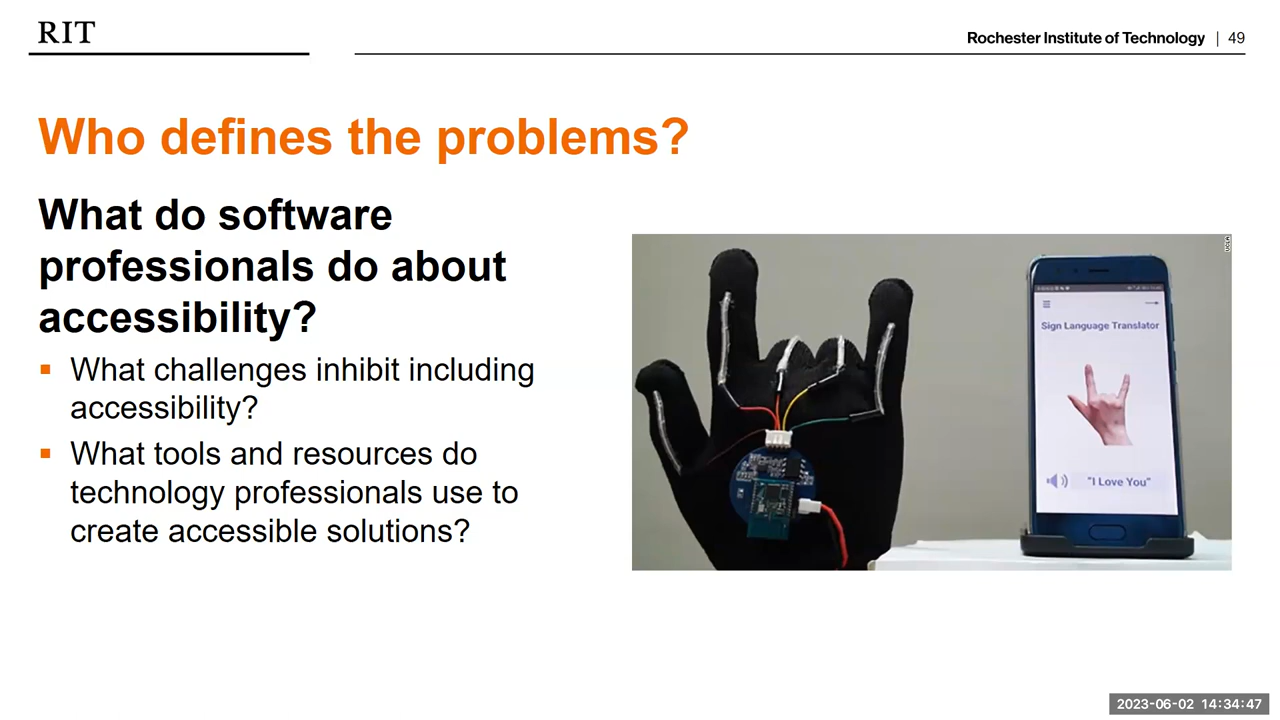 RIT
Rochester Institute of Technology | 49
Who defines the problems?
What do software
professionals do about
accessibility?
▪ What challenges inhibit including
accessibility?
▪ What tools and resources do
technology professionals use to
create accessible solutions?
UCLA
Sign Language Translator
"I Love You"
2023-06-02 14:34:47